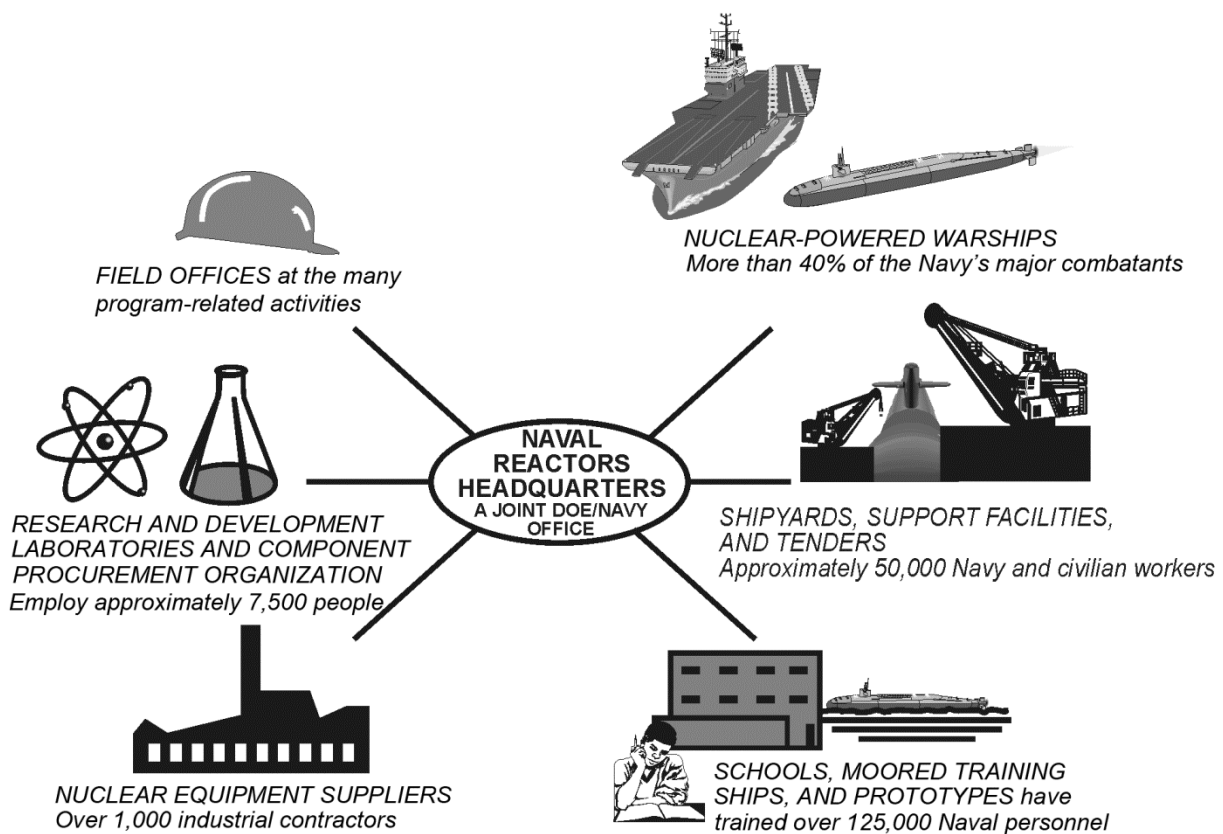 NUCLEAR-POWERED WARSHIPS
More than 40% of the Navy’s major combatants
FIELD OFFICES at the many
program-related activities
NAVAL
REACTORS
HEADQUARTERS
A JOINT DOE/NAVY
OFFICE
RESEARCH AND DEVELOPMENT
LABORATORIES AND COMPONENT
PROCUREMENT ORGANIZATION
Employ approximately 7,500 people
SHIPYARDS, SUPPORT FACILITIES,
AND TENDERS
Approximately 50,000 Navy and civilian workers
NUCLEAR EQUIPMENT SUPPLIERS
Over 1,000 industrial contractors
SCHOOLS, MOORED TRAINING
SHIPS, AND PROTOTYPES have
trained over 125,000 Naval personnel